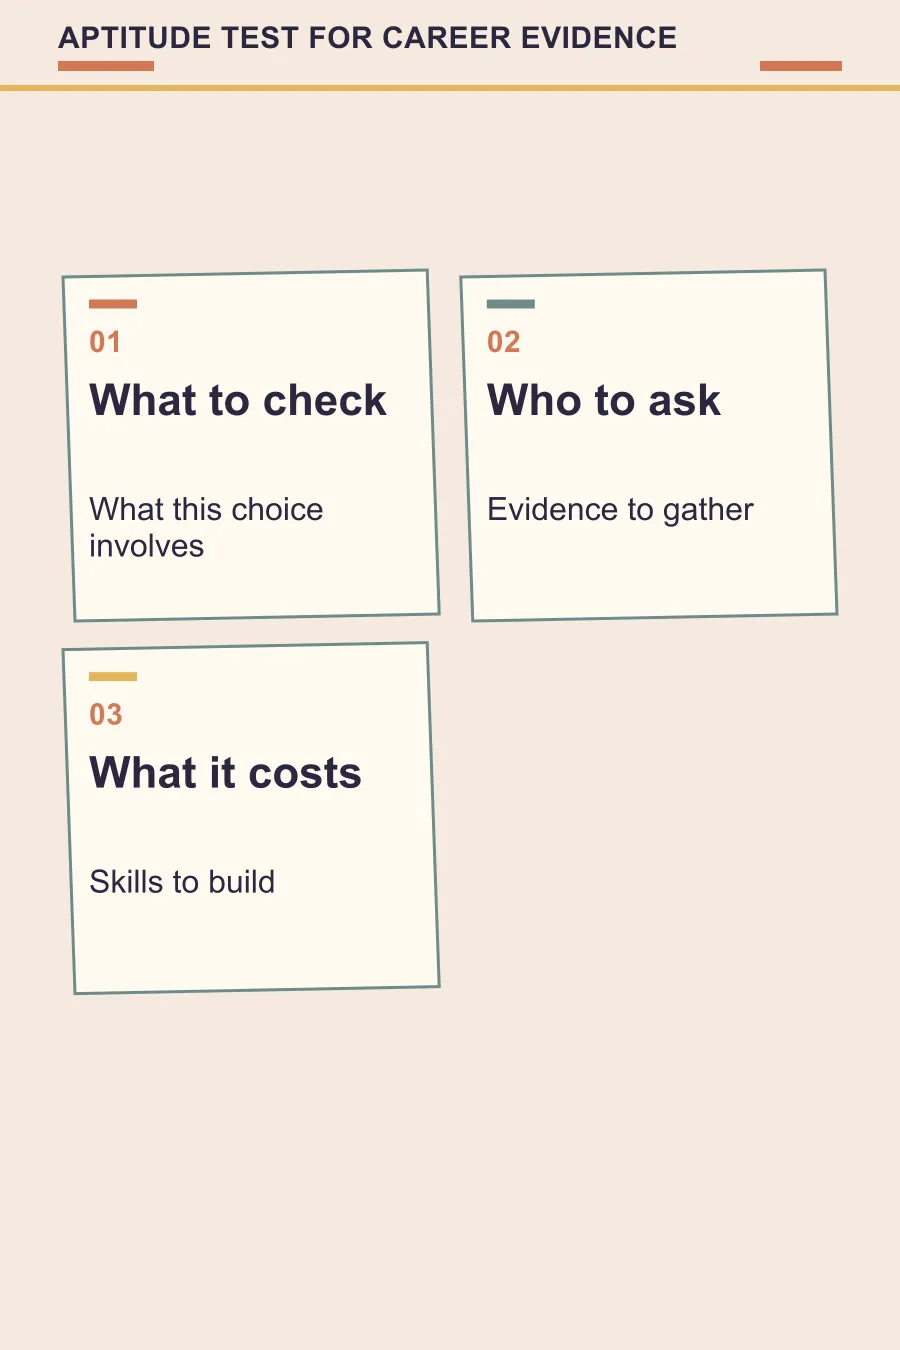 APTITUDE TEST FOR CAREER EVIDENCE
01
What to check
What this choice
involves
02
Who to ask
Evidence to gather
03
What it costs
Skills to build